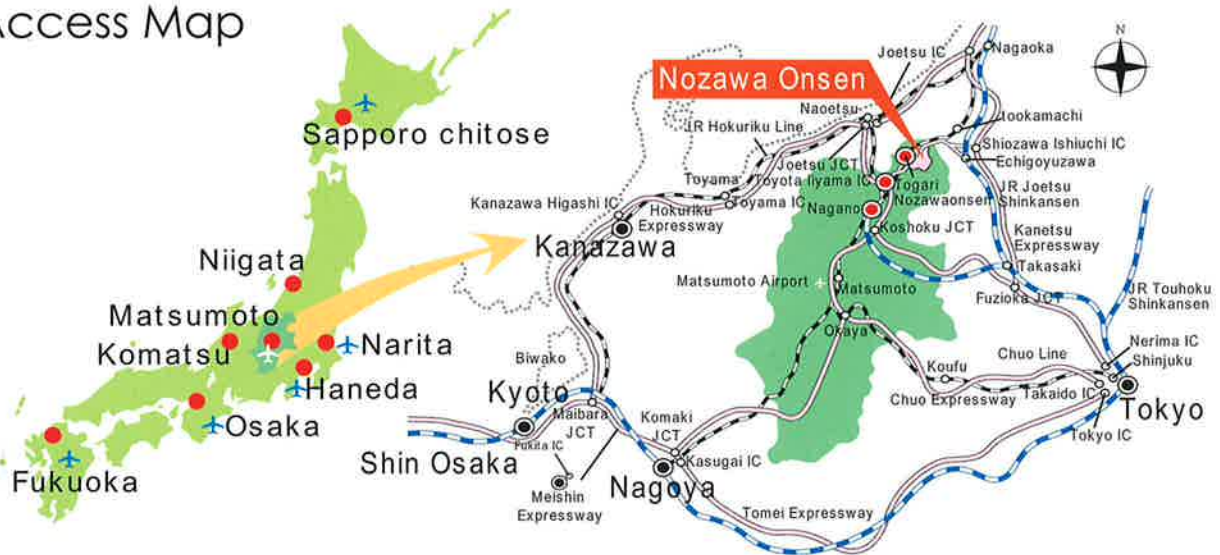 Access Map
Sapporo chitose
Niigata
Matsumoto
Komatsu
Narita
Haneda
Osaka
Fukuoka
N
Joetsu IC
Nagaoka
Nozawa Onsen
Naoetsu
Jookamachi
JR Hokuriku Line
Shiozawa Ishiuchi IC
Echigoyuzawa
Joetsu JCT
Toyota Iiyama IC
Togari
Nozawaonsen
Toyama
Toyama IC
JR Joetsu
Shinkansen
Kanazawa Higashi IC
Hokuriku
Expressway
Nagano
Koshoku JCT
Kanazawa
Kanetsu
Expressway
Takasaki
Matsumoto Airport
Matsumoto
Fuzioka JCT
JR Touhoku
Shinkansen
Okaya
Nerima IC
Biwako
Koufu
Chuo Line
Shinjuku
Kyoto
Chuo Expressway
Takaido IC
Tokyo
Maibara
JCT
Komaki
JCT
Tokyo IC
Fukita IC
Shin Osaka
Kasugai IC
Nagoya
Meishin
Expressway
Tomei Expressway